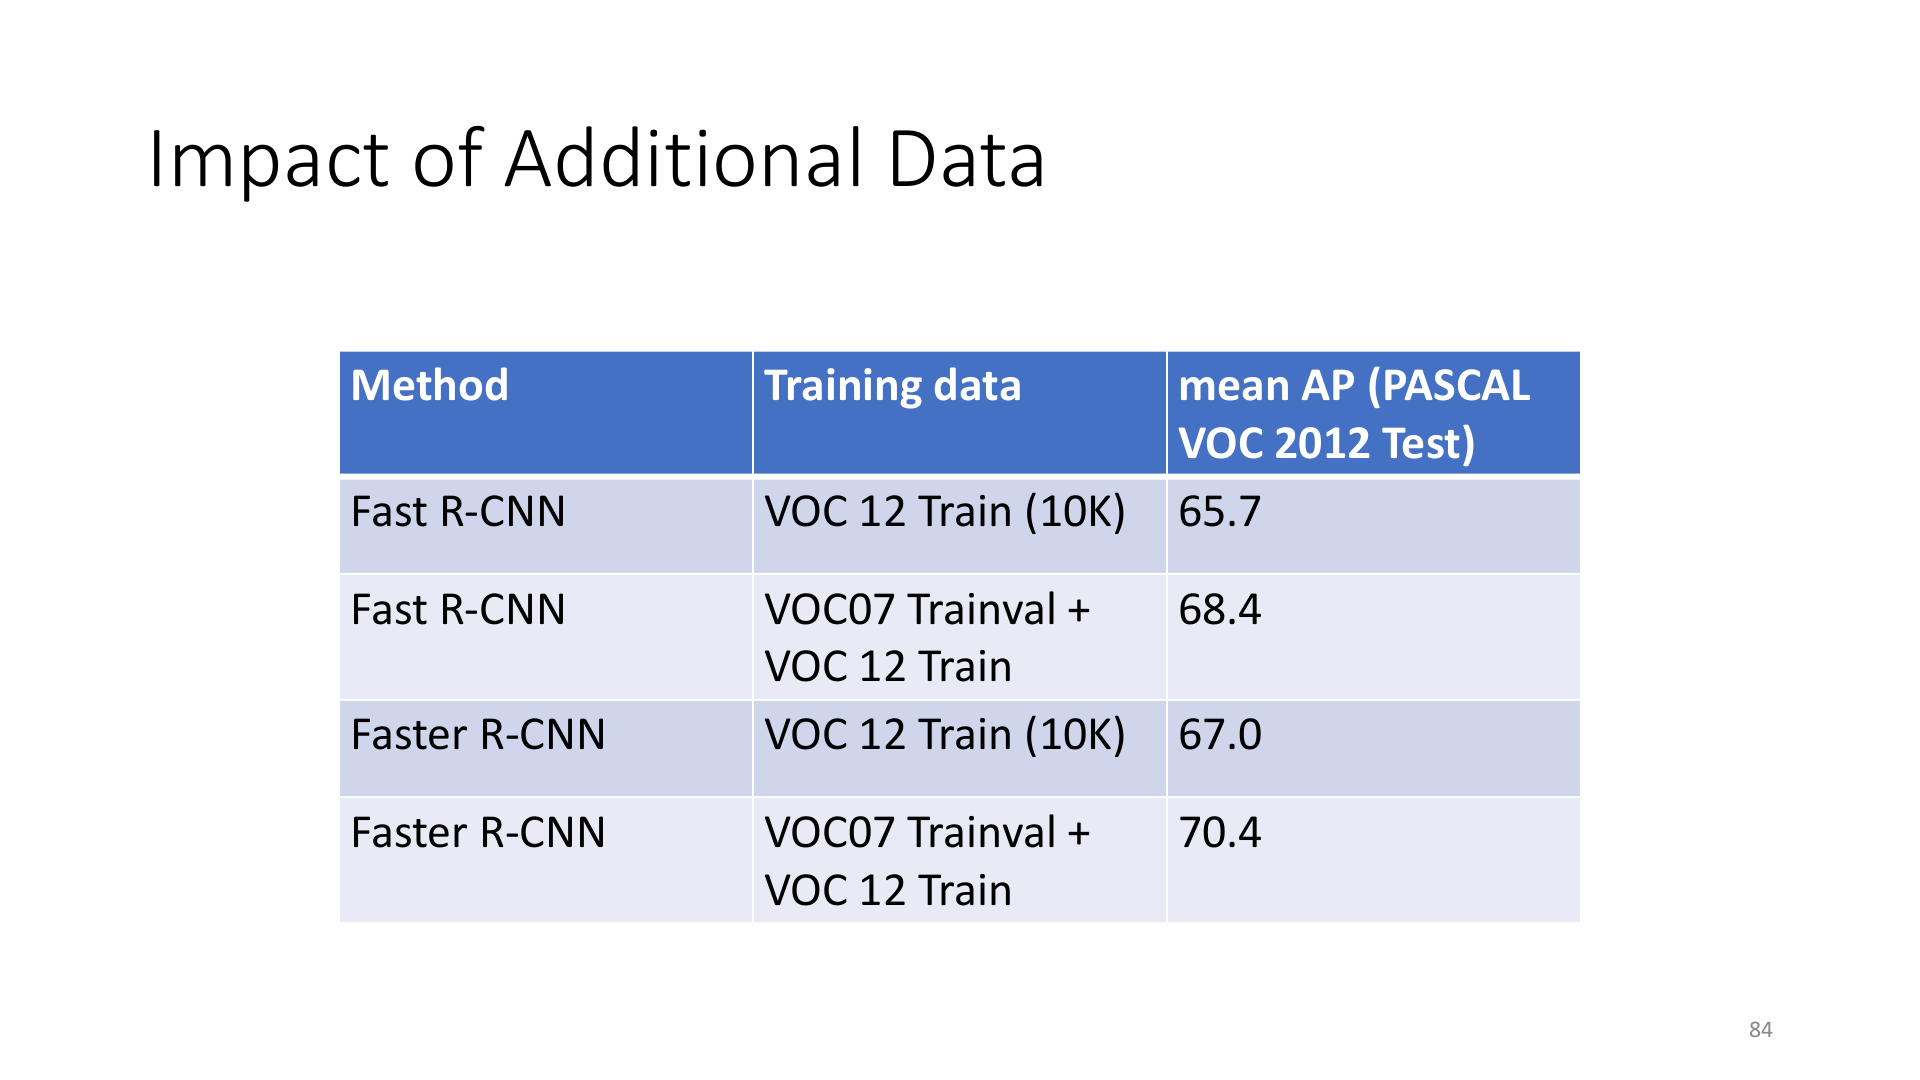 Impact of Additional Data
Method
Training data
mean AP (PASCAL
VOC 2012 Test)
Fast R-CNN
VOC 12 Train (10K)
65.7
Fast R-CNN
VOC07 Trainval +
VOC 12 Train
68.4
Faster R-CNN
VOC 12 Train (10K)
67.0
Faster R-CNN
VOC07 Trainval +
VOC 12 Train
70.4
84